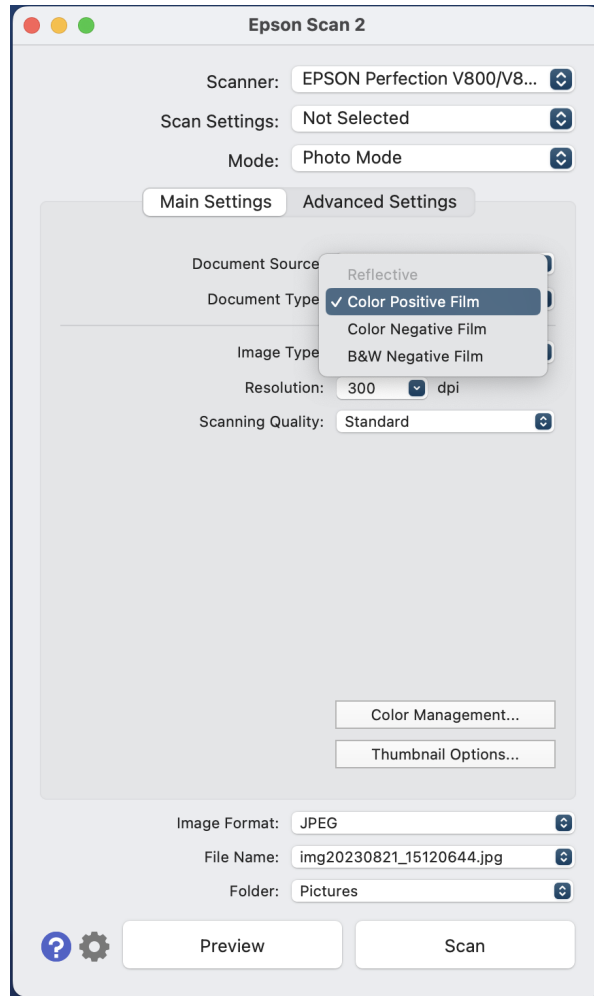 Epson Scan 2
Scanner: EPSON Perfection V800/V8...
Scan Settings: Not Selected
Mode: Photo Mode
Main Settings Advanced Settings
Document Source
Reflective
Document Type
✓ Color Positive Film
Color Negative Film
Image Type
B&W Negative Film
Resolution: 300 dpi
Scanning Quality: Standard
Color Management...
Thumbnail Options...
Image Format: JPEG
File Name: img20230821_15120644.jpg
Folder: Pictures
? Preview Scan